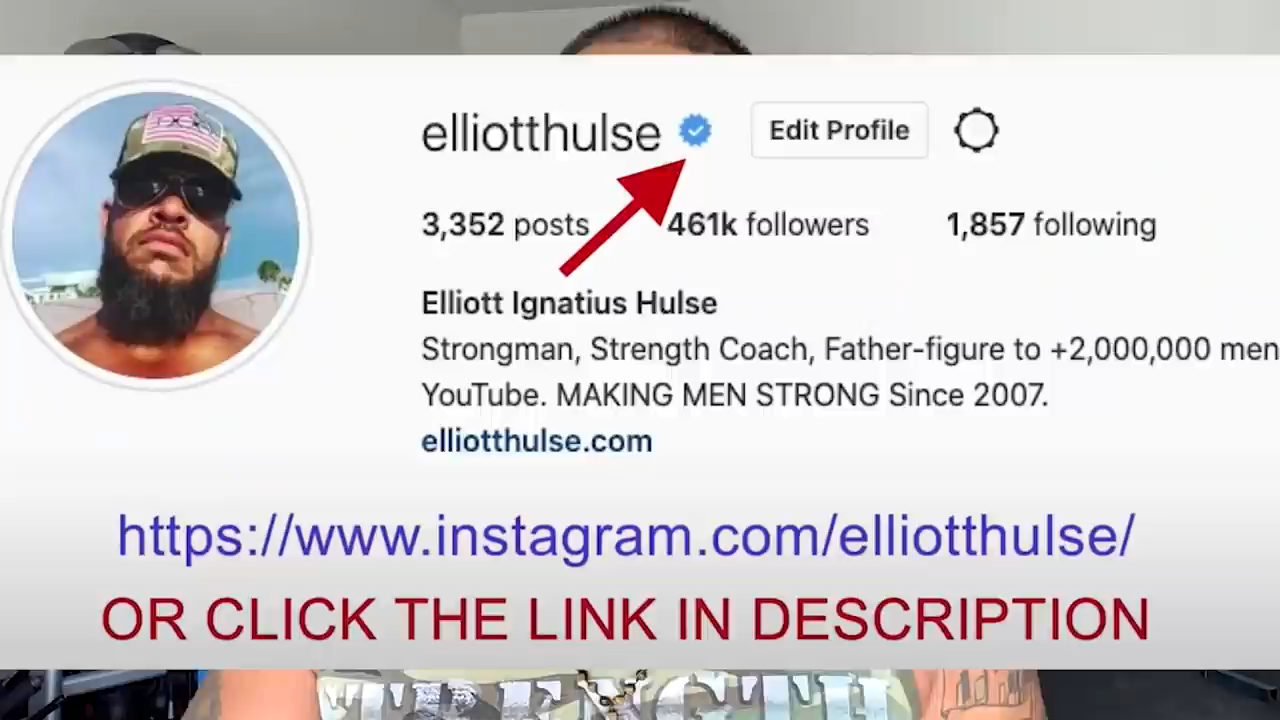 elliotthulse
Edit Profile
3,352 posts
461k followers
1,857 following
Elliott Ignatius Hulse
Strongman, Strength Coach, Father-figure to +2,000,000 men
YouTube. MAKING MEN STRONG Since 2007.
elliotthulse.com
https://www.instagram.com/elliotthulse/
OR CLICK THE LINK IN DESCRIPTION